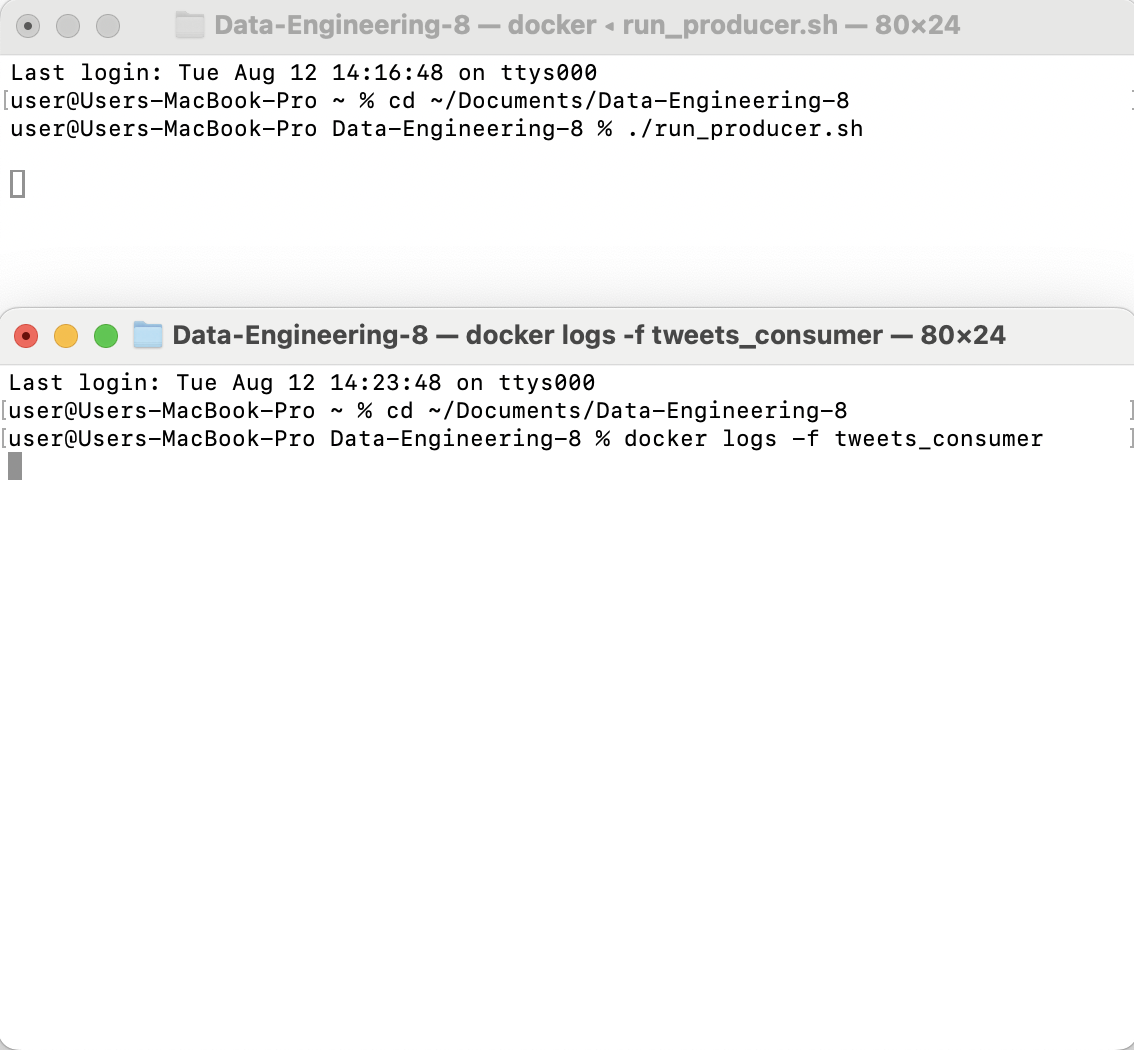 Data-Engineering-8 — docker ◂ run_producer.sh — 80×24
Last login: Tue Aug 12 14:16:48 on ttys000
[user@Users-MacBook-Pro ~ % cd ~/Documents/Data-Engineering-8 ]
user@Users-MacBook-Pro Data-Engineering-8 % ./run_producer.sh
Data-Engineering-8 — docker logs -f tweets_consumer — 80×24
Last login: Tue Aug 12 14:23:48 on ttys000
[user@Users-MacBook-Pro ~ % cd ~/Documents/Data-Engineering-8 ]
[user@Users-MacBook-Pro Data-Engineering-8 % docker logs -f tweets_consumer ]